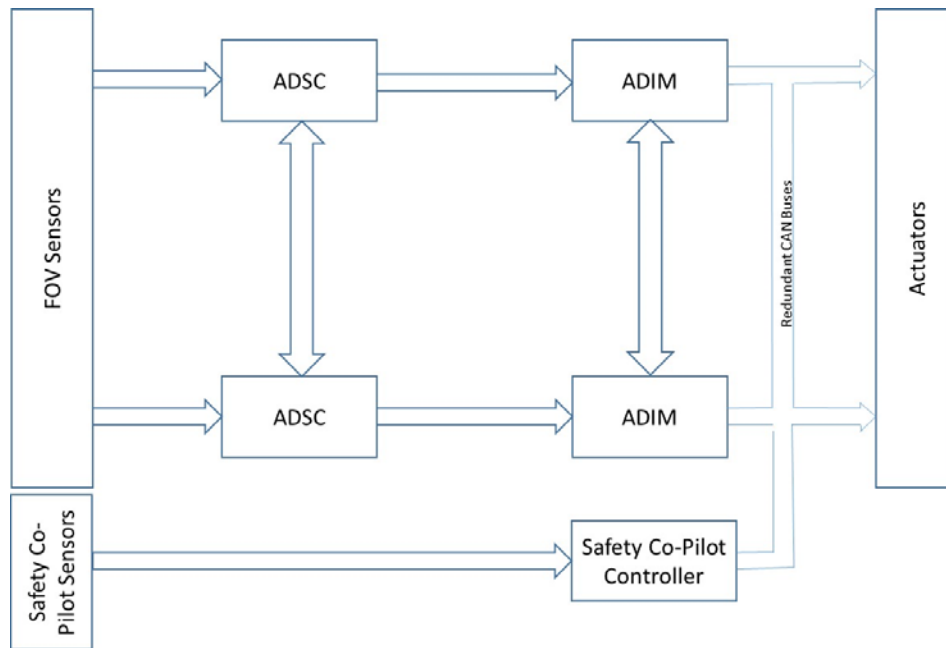 FOV Sensors
ADSC
ADIM
Redundant CAN Buses
Actuators
ADSC
ADIM
Safety Co-
Pilot Sensors
Safety Co-Pilot
Controller